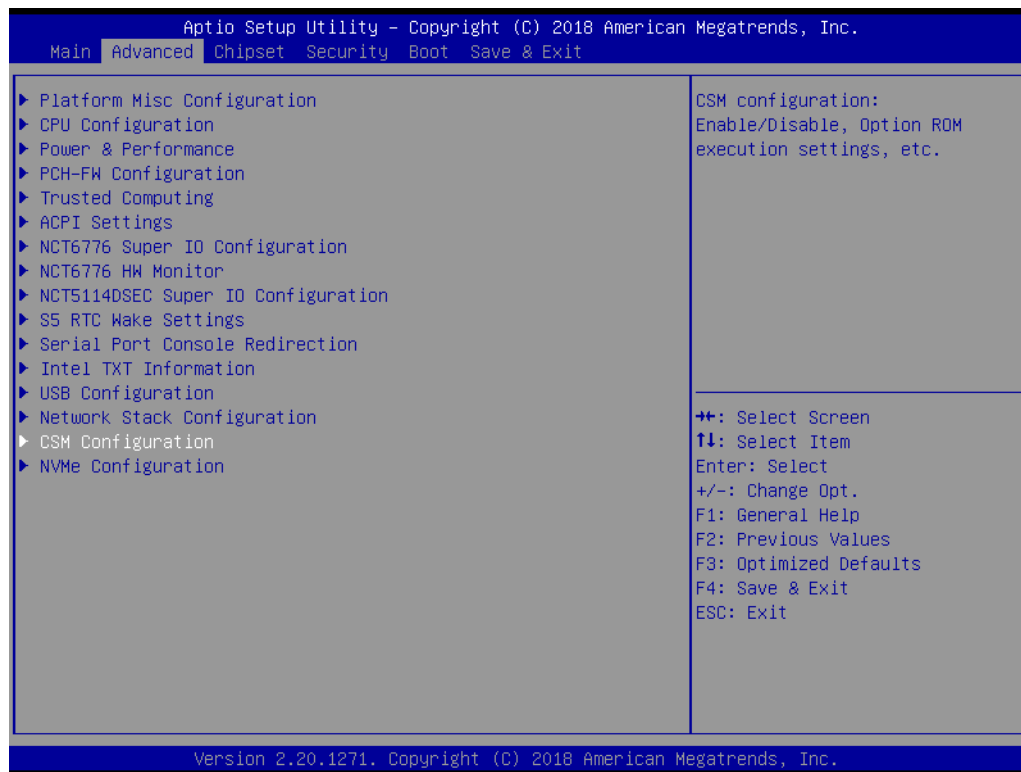 Aptio Setup Utility – Copyright (C) 2018 American Megatrends, Inc.
Main Advanced Chipset Security Boot Save & Exit
▶ Platform Misc Configuration
▶ CPU Configuration
▶ Power & Performance
▶ PCH-FW Configuration
▶ Trusted Computing
▶ ACPI Settings
▶ NCT6776 Super IO Configuration
▶ NCT6776 HW Monitor
▶ NCT5114DSEC Super IO Configuration
▶ S5 RTC Wake Settings
▶ Serial Port Console Redirection
▶ Intel TXT Information
▶ USB Configuration
▶ Network Stack Configuration
▶ CSM Configuration
▶ NVMe Configuration
CSM configuration:
Enable/Disable, Option ROM
execution settings, etc.
→←: Select Screen
↑↓: Select Item
Enter: Select
+/-: Change Opt.
F1: General Help
F2: Previous Values
F3: Optimized Defaults
F4: Save & Exit
ESC: Exit
Version 2.20.1271. Copyright (C) 2018 American Megatrends, Inc.